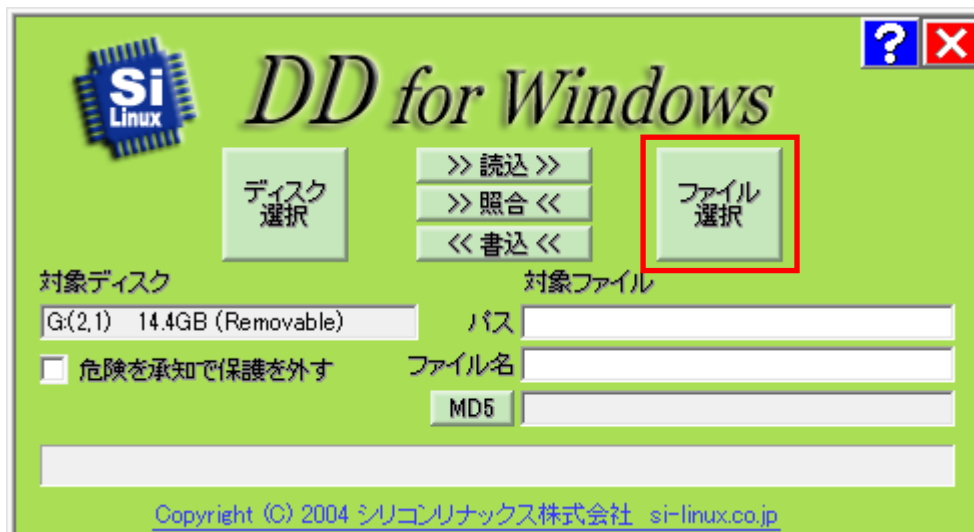 Si
Linux
DD for Windows
?
ディスク
選択
>> 読込 >>
>> 照合 <<
<< 書込 <<
ファイル
選択
対象ディスク
対象ファイル
G:(2,1) 14.4GB (Removable)
パス
危険を承知で保護を外す
ファイル名
MD5
Copyright (C) 2004 シリコンリナックス株式会社 si-linux.co.jp